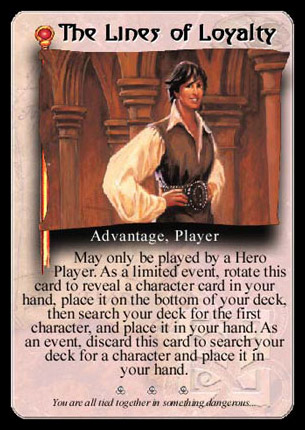 The Lines of Loyalty
Advantage, Player
May only be played by a Hero
Player. As a limited event, rotate this
card to reveal a character card in your
hand, place it on the bottom of your deck,
then search your deck for the first
character, and place it in your hand. As
an event, discard this card to search your
deck for a character and place it in
your hand.
You are all tied together in something dangerous...